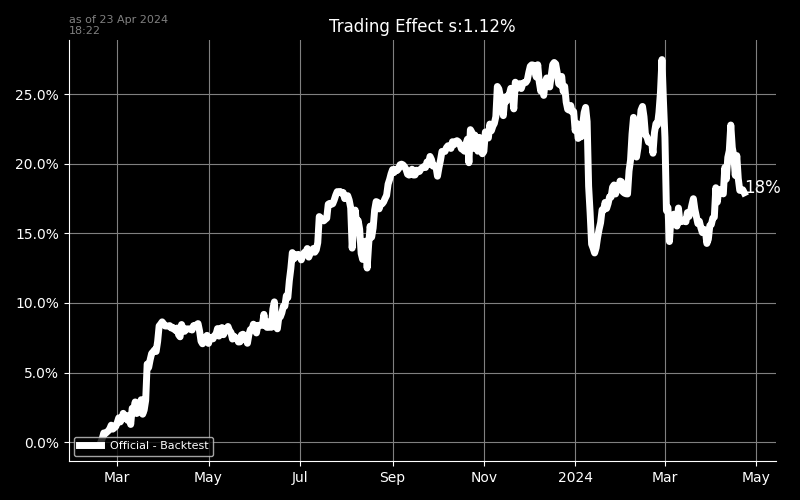 as of 23 Apr 2024
18:22
Trading Effect s:1.12%
25.0%
20.0%
15.0%
10.0%
5.0%
0.0%
18%
Official - Backtest
Mar May Jul Sep Nov 2024 Mar May